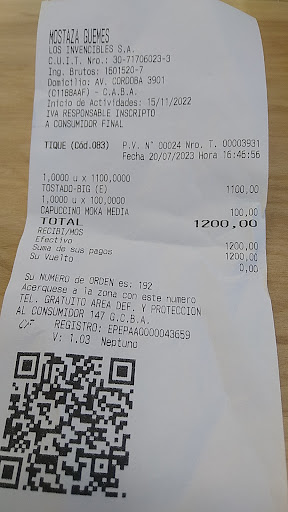 MOSTAZA GUEMES
LOS INVENCIBLES S.A.
C.U.I.T. Nro.: 30-71706023-3
Ing. Brutos: 1501520-7
Domicilio: AV. CORDOBA 3901
(C1188AAF) - C.A.B.A.
Inicio de Actividades: 15/11/2022
IVA RESPONSABLE INSCRIPTO
A CONSUMIDOR FINAL
TIQUE (Cod.083) P.V. N° 00024 Nro. T. 00003931
Fecha 20/07/2023 Hora 16:46:56
1,0000 u x 1100,0000
TOSTADO-BIG (E) 1100,00
1,0000 u x 100,0000
CAPUCCINO MOKA MEDIA 100,00
TOTAL 1200,00
RECIBI/MOS
Efectivo 1200,00
Suma de sus pagos 1200,00
Su Vuelto 0,00
Su NUMERO de ORDEN es: 192
Acerquese a la zona con este numero
TEL. GRATUITO AREA DEF. Y PROTECCION
AL CONSUMIDOR 147 G.C.B.A.
CF REGISTRO: EPEPAA0000043659
V: 1.03 Neptuno